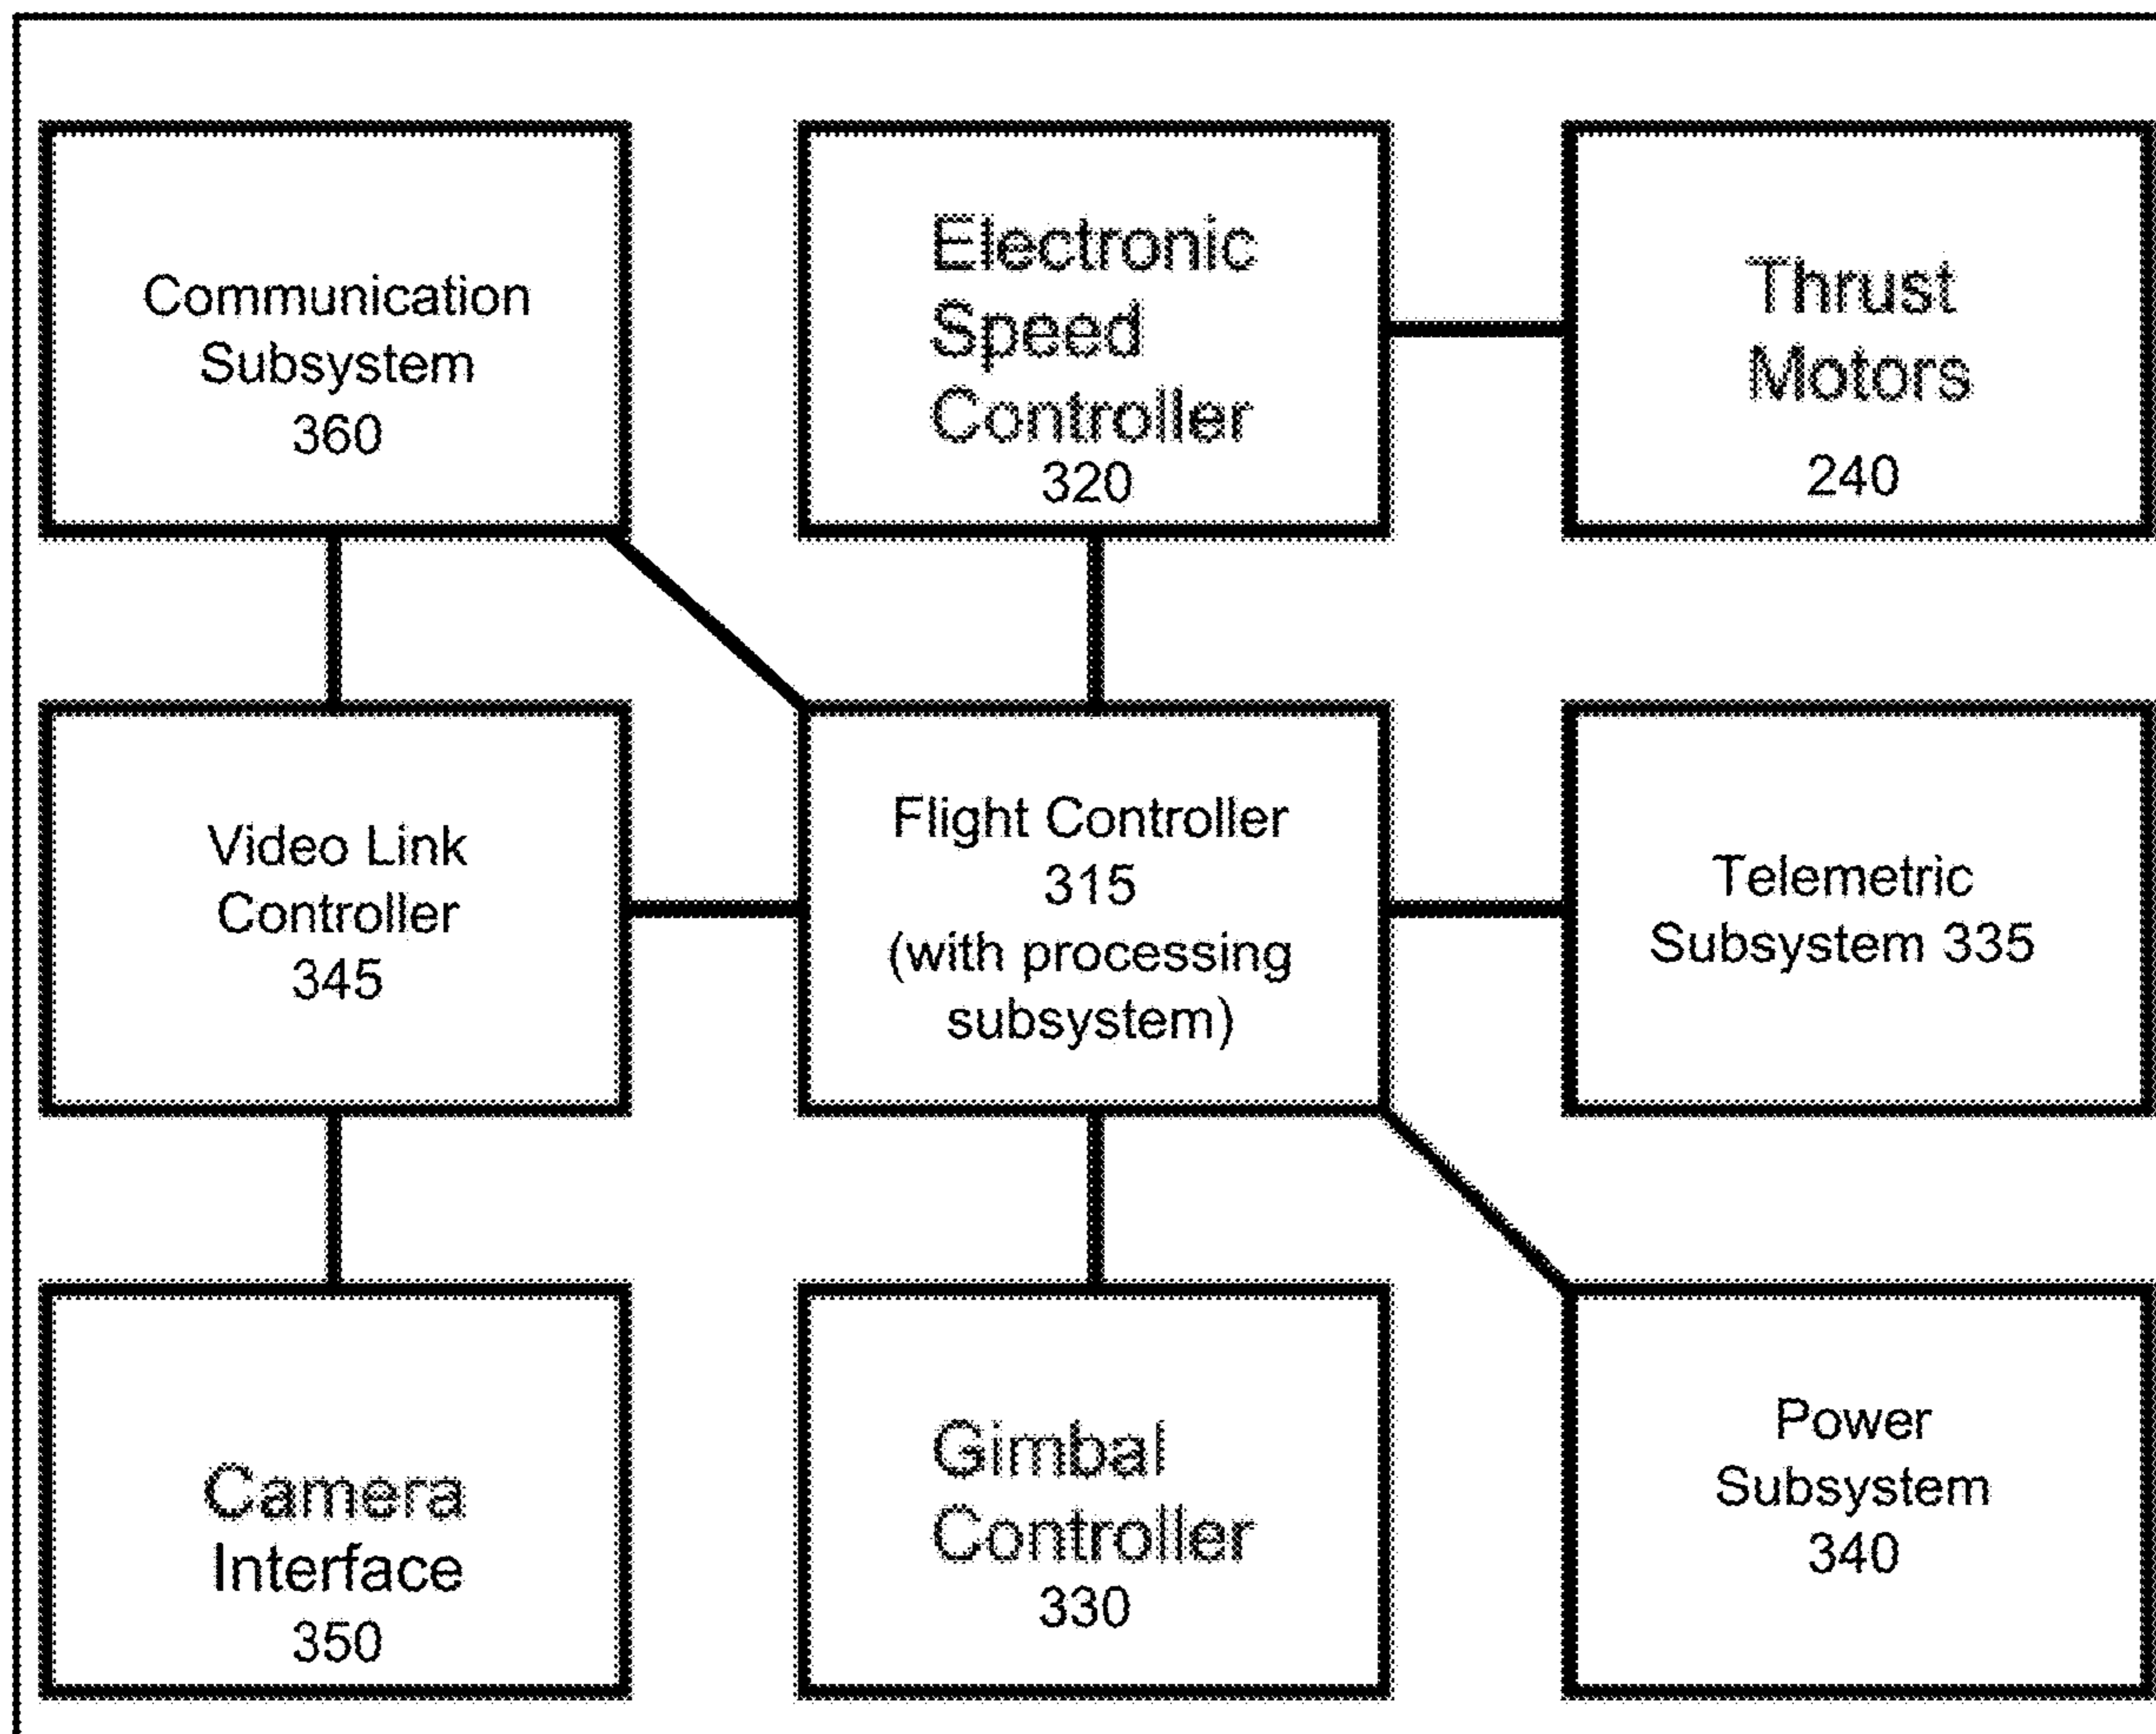 Communication
Subsystem
360
Electronic
Speed
Controller
320
Thrust
Motors
240
Video Link
Controller
345
Flight Controller
315
(with processing
subsystem)
Telemetric
Subsystem 335
Camera
Interface
350
Gimbal
Controller
330
Power
Subsystem
340